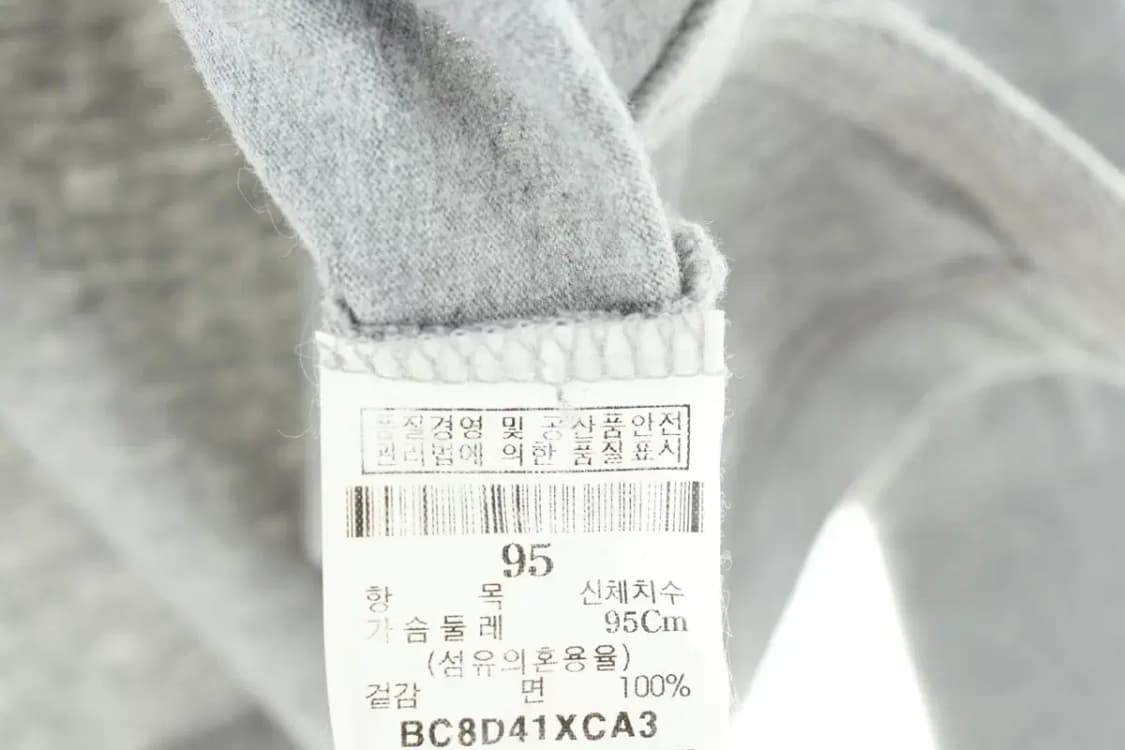 품질경영 및 공산품안전
관리법에 의한 품질표시
95
항 목 신체치수
가슴둘레 95Cm
(섬유의혼용율)
겉감 면 100%
BC8D41XCA3